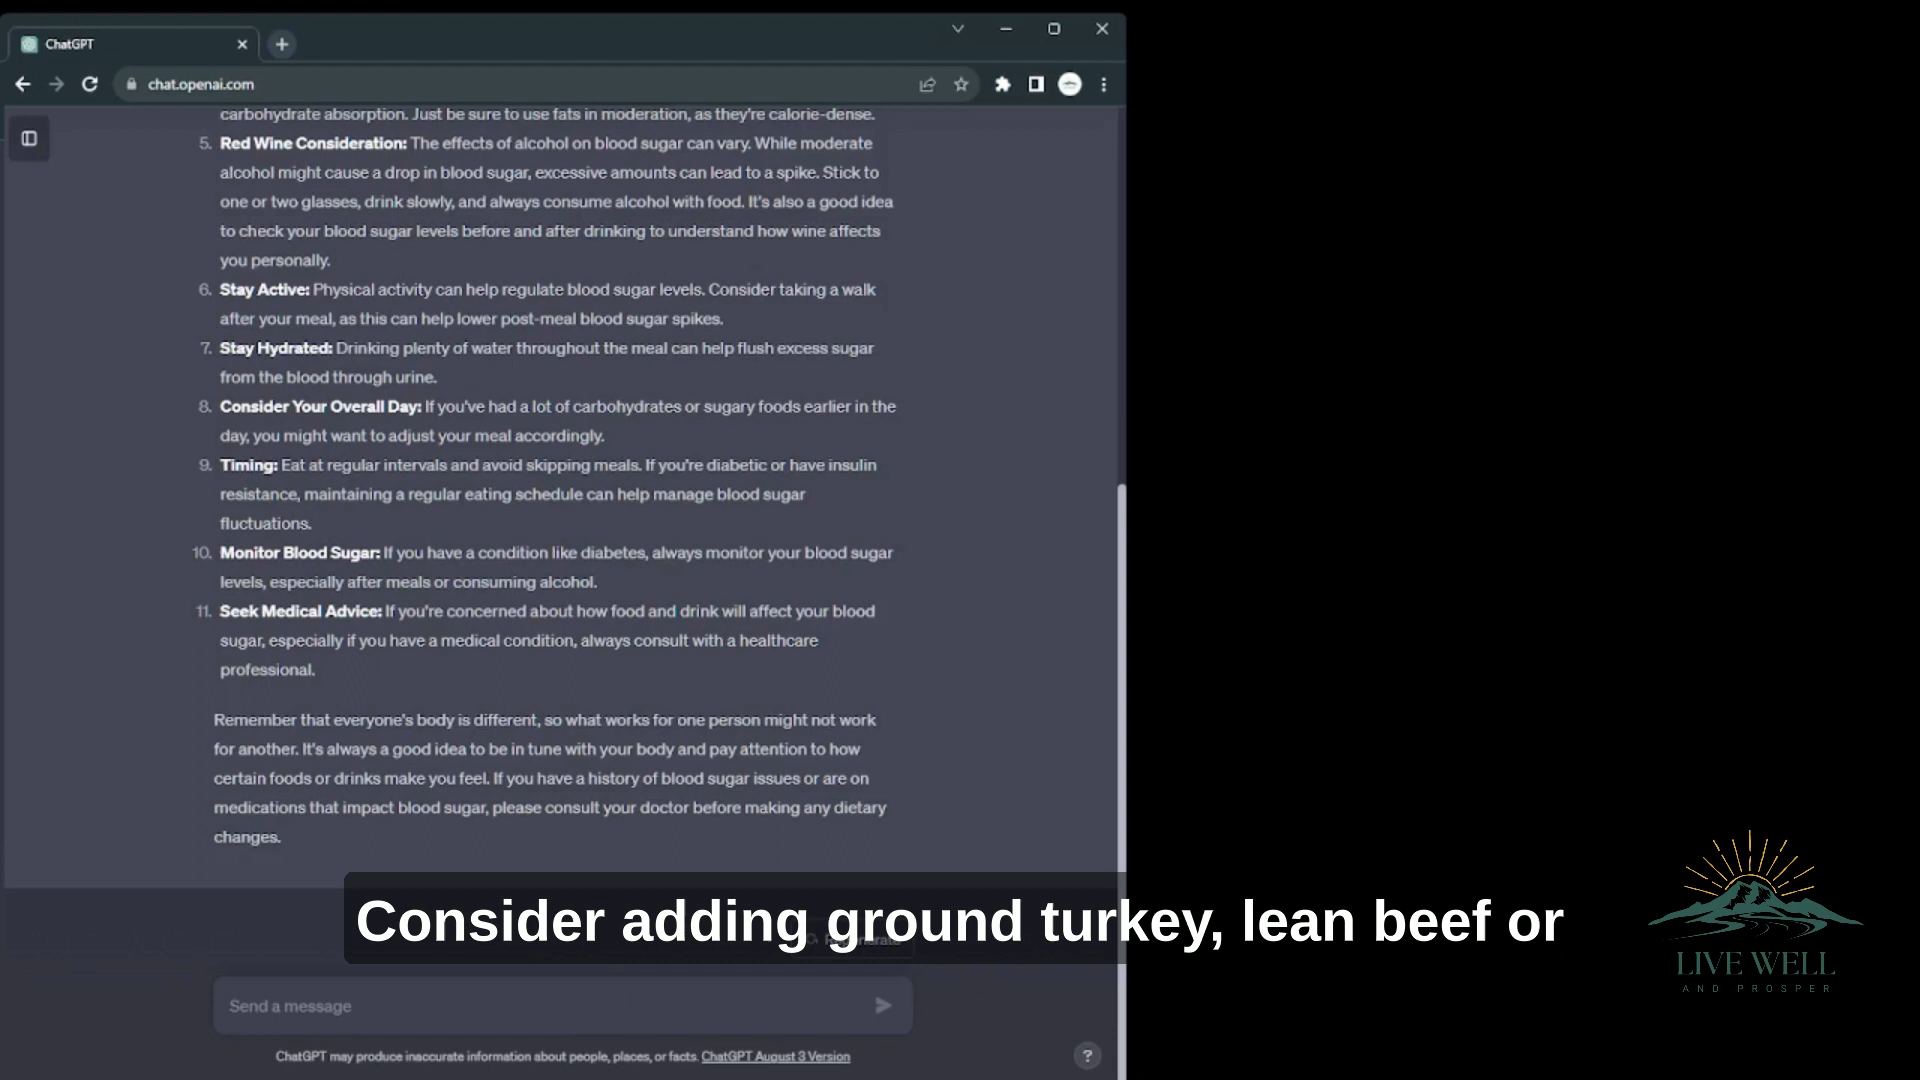 ChatGPT
chat.openai.com
carbohydrate absorption. Just be sure to use fats in moderation, as they're calorie-dense.
5. Red Wine Consideration: The effects of alcohol on blood sugar can vary. While moderate
alcohol might cause a drop in blood sugar, excessive amounts can lead to a spike. Stick to
one or two glasses, drink slowly, and always consume alcohol with food. It's also a good idea
to check your blood sugar levels before and after drinking to understand how wine affects
you personally.
6. Stay Active: Physical activity can help regulate blood sugar levels. Consider taking a walk
after your meal, as this can help lower post-meal blood sugar spikes.
7. Stay Hydrated: Drinking plenty of water throughout the meal can help flush excess sugar
from the blood through urine.
8. Consider Your Overall Day: If you've had a lot of carbohydrates or sugary foods earlier in the
day, you might want to adjust your meal accordingly.
9. Timing: Eat at regular intervals and avoid skipping meals. If you're diabetic or have insulin
resistance, maintaining a regular eating schedule can help manage blood sugar
fluctuations.
10. Monitor Blood Sugar: If you have a condition like diabetes, always monitor your blood sugar
levels, especially after meals or consuming alcohol.
11. Seek Medical Advice: If you're concerned about how food and drink will affect your blood
sugar, especially if you have a medical condition, always consult with a healthcare
professional.
Remember that everyone's body is different, so what works for one person might not work
for another. It's always a good idea to be in tune with your body and pay attention to how
certain foods or drinks make you feel. If you have a history of blood sugar issues or are on
medications that impact blood sugar, please consult your doctor before making any dietary
changes.
Consider adding ground turkey, lean beef or
Send a message
ChatGPT may produce inaccurate information about people, places, or facts. ChatGPT August 3 Version
?
LIVE WELL
AND PROSPER